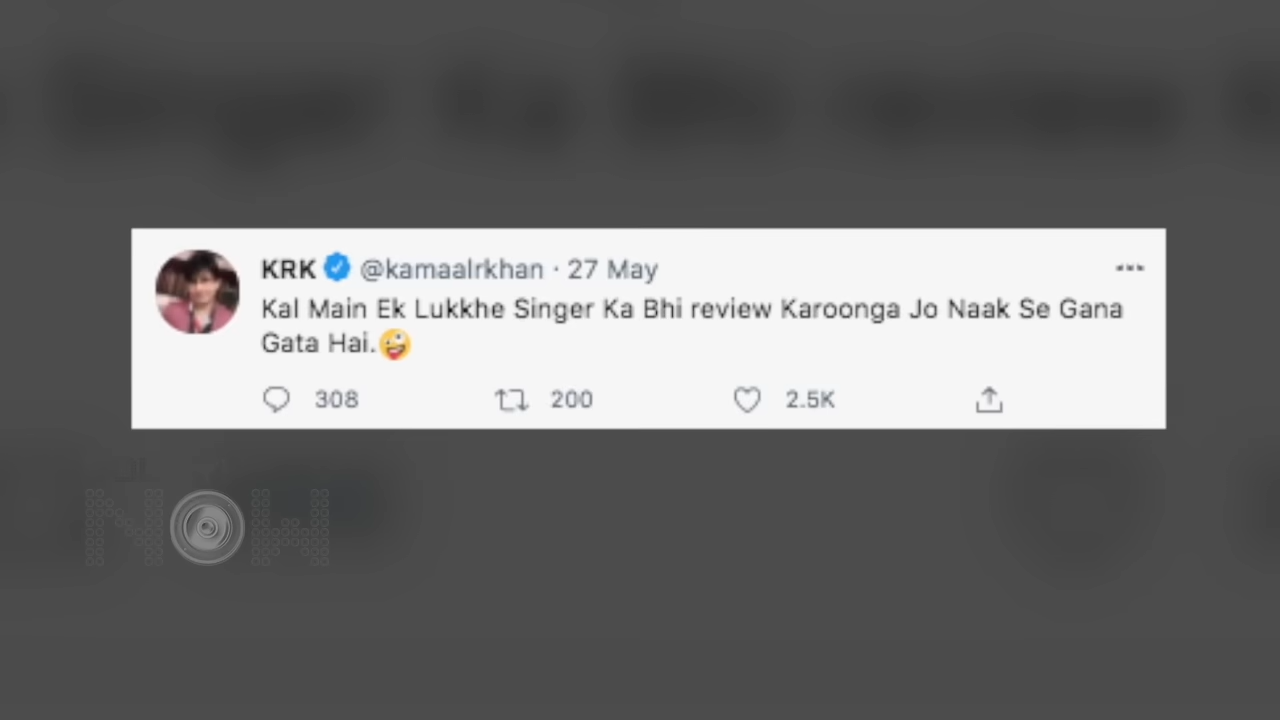 KRK @kamaalrkhan · 27 May
Kal Main Ek Lukkhe Singer Ka Bhi review Karoonga Jo Naak Se Gana
Gata Hai.🤪
308 200 2.5K
NOW